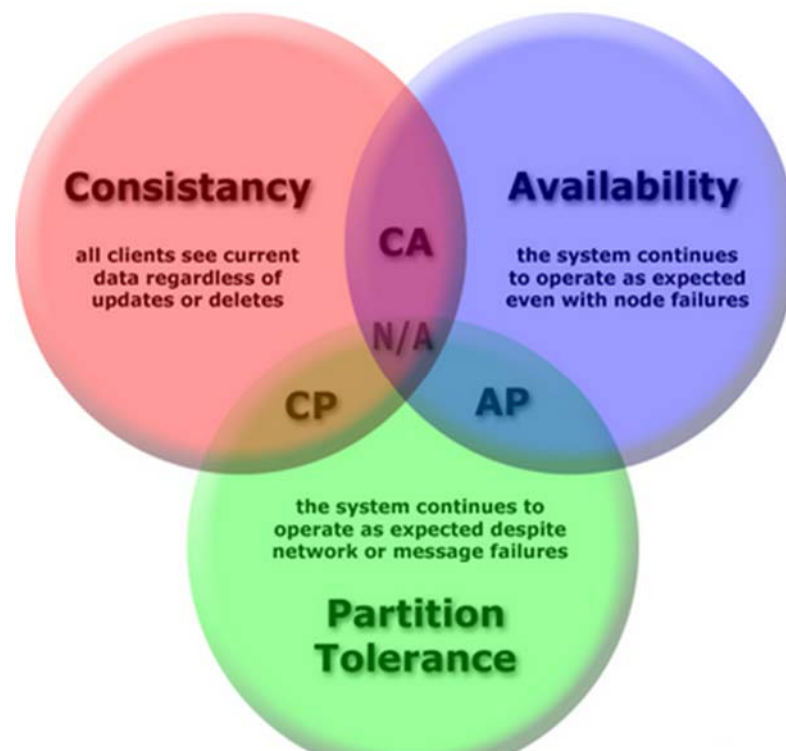 Consistancy
all clients see current
data regardless of
updates or deletes
Availability
the system continues
to operate as expected
even with node failures
CA
N/A
CP
AP
the system continues to
operate as expected despite
network or message failures
Partition
Tolerance